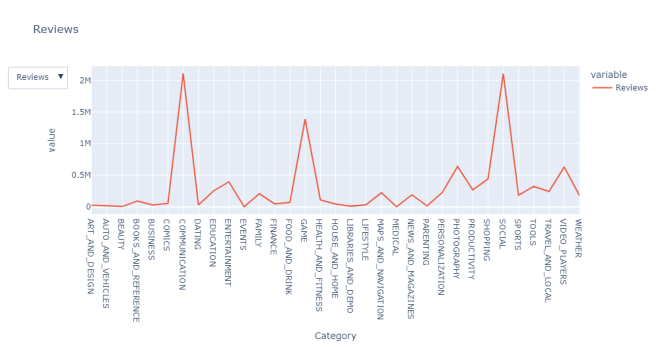 Reviews
Reviews ▼
variable
Reviews
value
2M
1.5M
1M
0.5M
0
ART_AND_DESIGN
AUTO_AND_VEHICLES
BEAUTY
BOOKS_AND_REFERENCE
BUSINESS
COMICS
COMMUNICATION
DATING
EDUCATION
ENTERTAINMENT
EVENTS
FAMILY
FINANCE
FOOD_AND_DRINK
GAME
HEALTH_AND_FITNESS
HOUSE_AND_HOME
LIBRARIES_AND_DEMO
LIFESTYLE
MAPS_AND_NAVIGATION
MEDICAL
NEWS_AND_MAGAZINES
PARENTING
PERSONALIZATION
PHOTOGRAPHY
PRODUCTIVITY
SHOPPING
SOCIAL
SPORTS
TOOLS
TRAVEL_AND_LOCAL
VIDEO_PLAYERS
WEATHER
Category